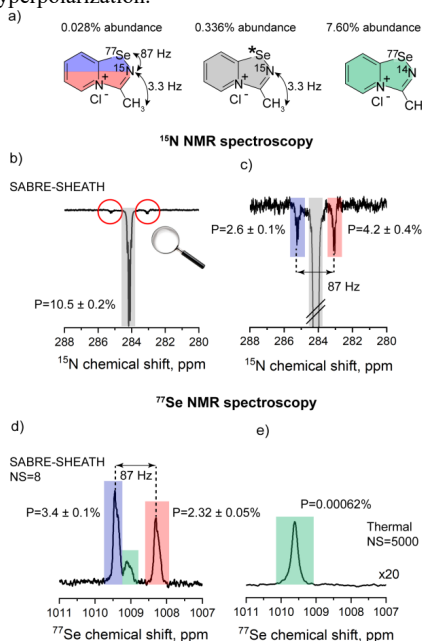 yperpolarization.
a)
0.028% abundance 0.336% abundance 7.60% abundance
⁷⁷Se 87 Hz *Se ⁷⁷Se
¹⁵N ¹⁵N ¹⁴N
N⁺ 3.3 Hz N⁺ 3.3 Hz N⁺
Cl⁻ CH₃ Cl⁻ CH₃ Cl⁻ CH
¹⁵N NMR spectroscopy
b) c)
SABRE-SHEATH
P=2.6 ± 0.1% P=4.2 ± 0.4%
87 Hz
P=10.5 ± 0.2%
288 286 284 282 280 288 286 284 282 280
¹⁵N chemical shift, ppm ¹⁵N chemical shift, ppm
⁷⁷Se NMR spectroscopy
d) e)
SABRE-SHEATH
NS=8
87 Hz
P=3.4 ± 0.1% P=2.32 ± 0.05% P=0.00062%
Thermal
NS=5000
x20
1011 1010 1009 1008 1007 1011 1010 1009 1008 1007
⁷⁷Se chemical shift, ppm ⁷⁷Se chemical shift, ppm